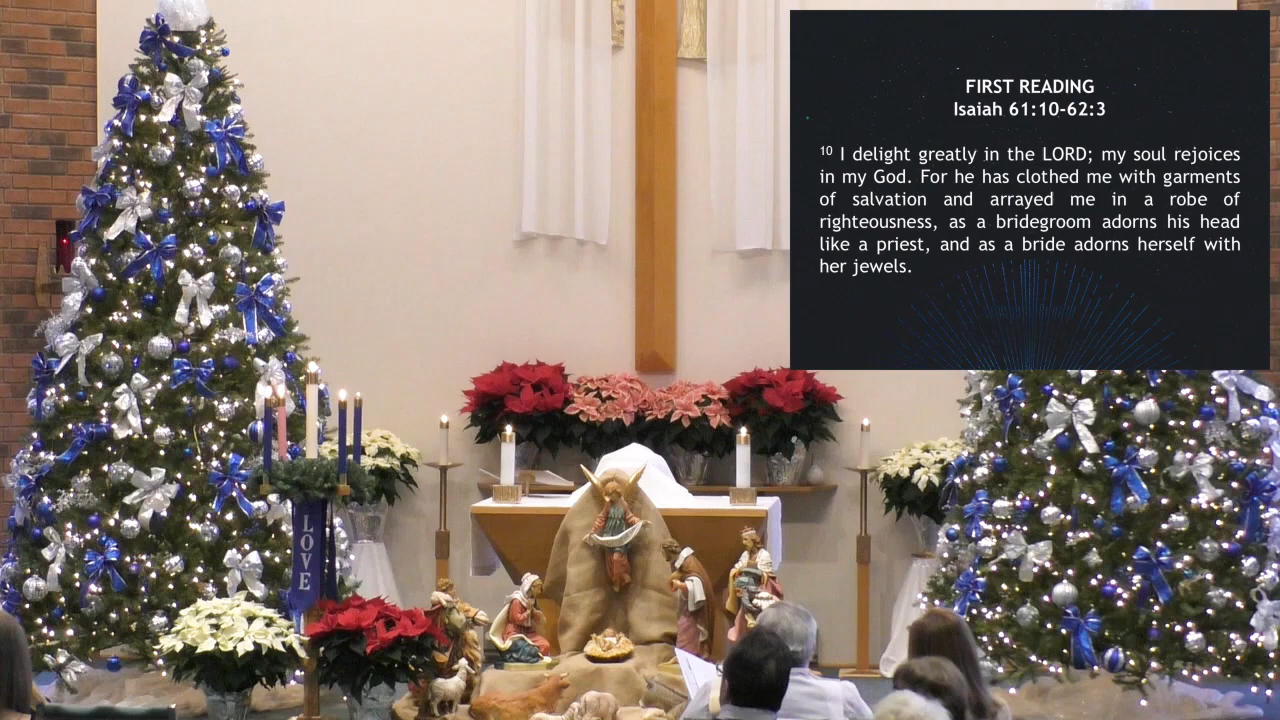 FIRST READING
Isaiah 61:10-62:3
10 I delight greatly in the LORD; my soul rejoices
in my God. For he has clothed me with garments
of salvation and arrayed me in a robe of
righteousness, as a bridegroom adorns his head
like a priest, and as a bride adorns herself with
her jewels.
LOVE